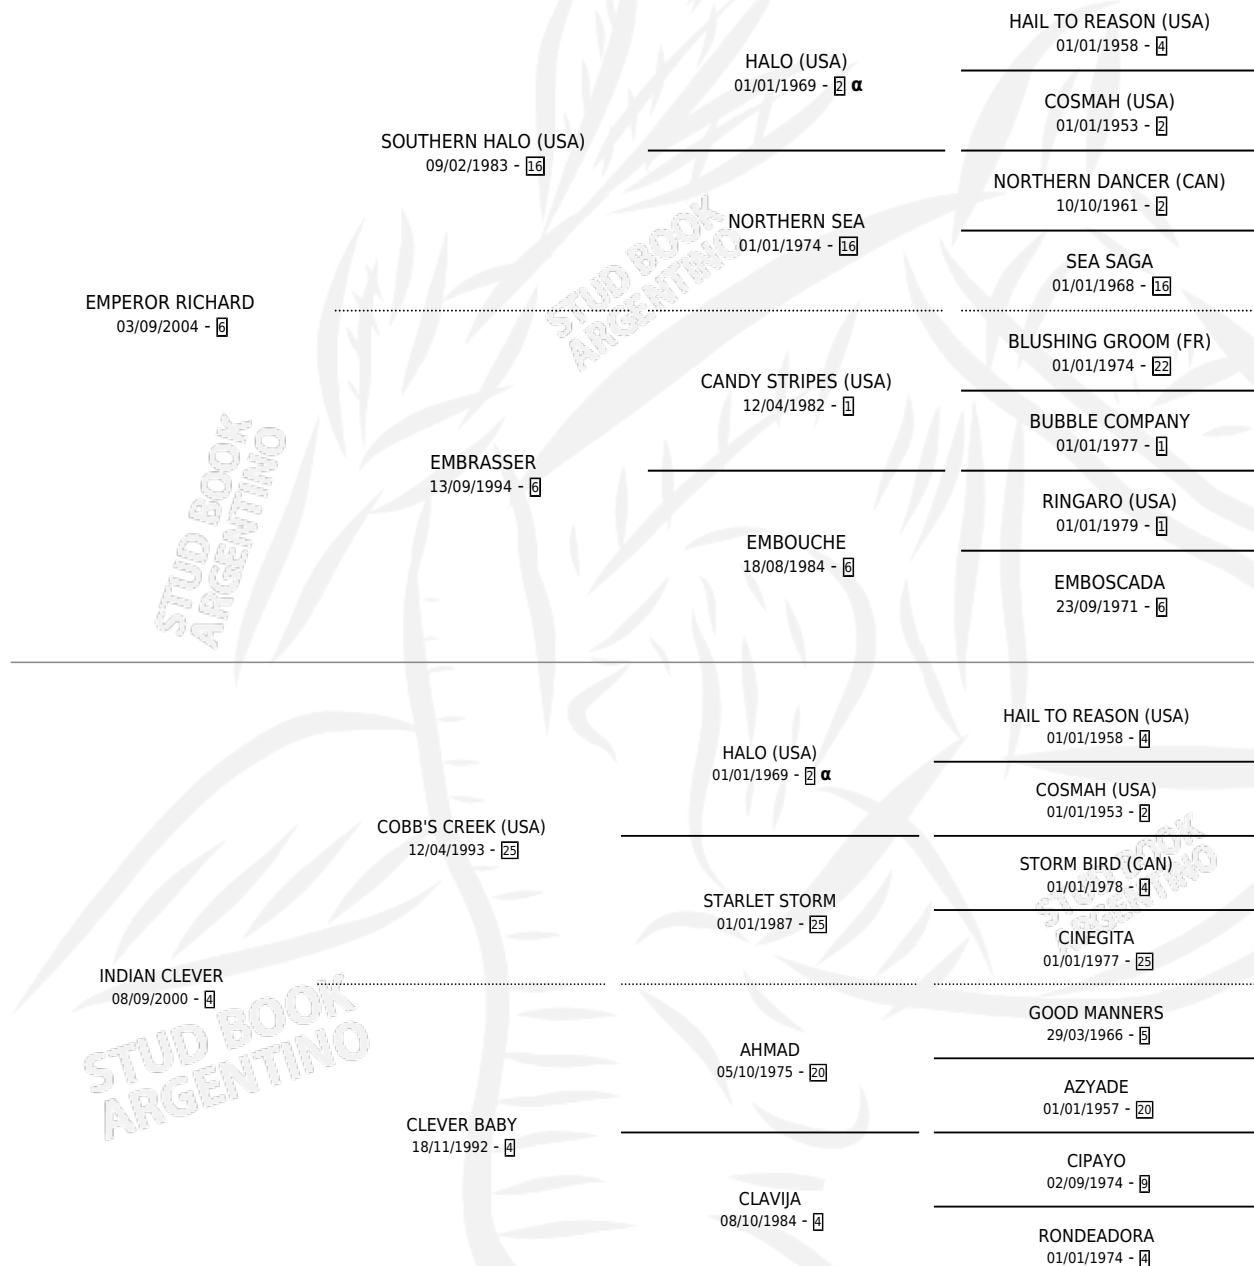 HAIL TO REASON (USA)
01/01/1958 - 4
HALO (USA)
01/01/1969 - 2 α
COSMAH (USA)
01/01/1953 - 2
SOUTHERN HALO (USA)
09/02/1983 - 16
NORTHERN DANCER (CAN)
10/10/1961 - 2
NORTHERN SEA
01/01/1974 - 16
SEA SAGA
01/01/1968 - 16
EMPEROR RICHARD
03/09/2004 - 6
BLUSHING GROOM (FR)
01/01/1974 - 22
CANDY STRIPES (USA)
12/04/1982 - 1
BUBBLE COMPANY
01/01/1977 - 1
EMBRASSER
13/09/1994 - 6
RINGARO (USA)
01/01/1979 - 1
EMBOUCHE
18/08/1984 - 6
EMBOSCADA
23/09/1971 - 6
HAIL TO REASON (USA)
01/01/1958 - 4
HALO (USA)
01/01/1969 - 2 α
COSMAH (USA)
01/01/1953 - 2
COBB'S CREEK (USA)
12/04/1993 - 25
STORM BIRD (CAN)
01/01/1978 - 4
STARLET STORM
01/01/1987 - 25
CINEGITA
01/01/1977 - 25
INDIAN CLEVER
08/09/2000 - 4
GOOD MANNERS
29/03/1966 - 5
AHMAD
05/10/1975 - 20
AZYADE
01/01/1957 - 20
CLEVER BABY
18/11/1992 - 4
CIPAYO
02/09/1974 - 9
CLAVIJA
08/10/1984 - 4
RONDEADORA
01/01/1974 - 4
STUD BOOK
ARGENTINO
STUD BOOK
ARGENTINO
STUD BOOK
ARGENTINO
STUD BOOK
ARGENTINO